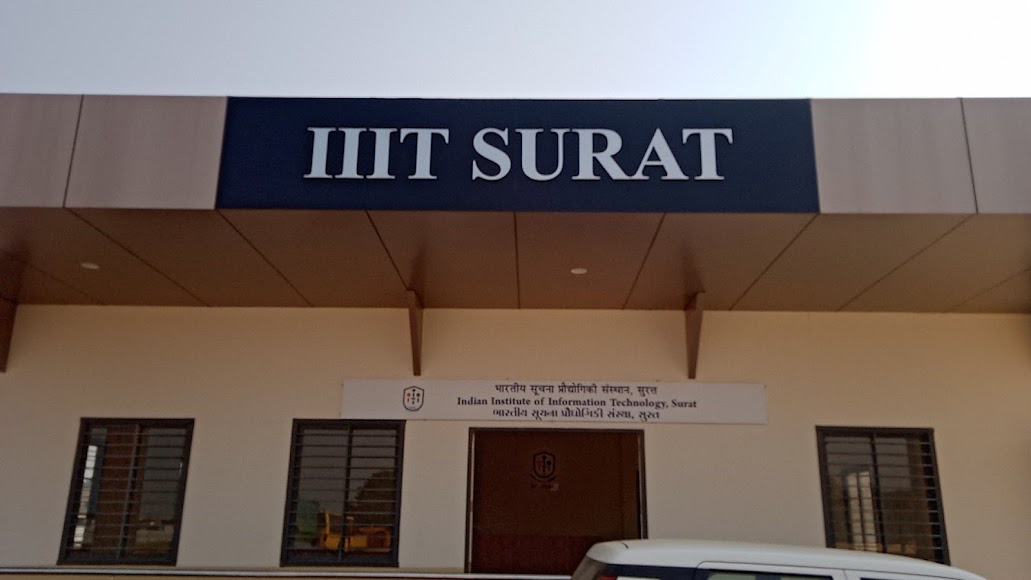 IIIT SURAT
भारतीय सूचना प्रौद्योगिकी संस्थान, सुरत
Indian Institute of Information Technology, Surat
ભારતીય સૂચના પ્રૌધોગિકી સંસ્થા, સુરત